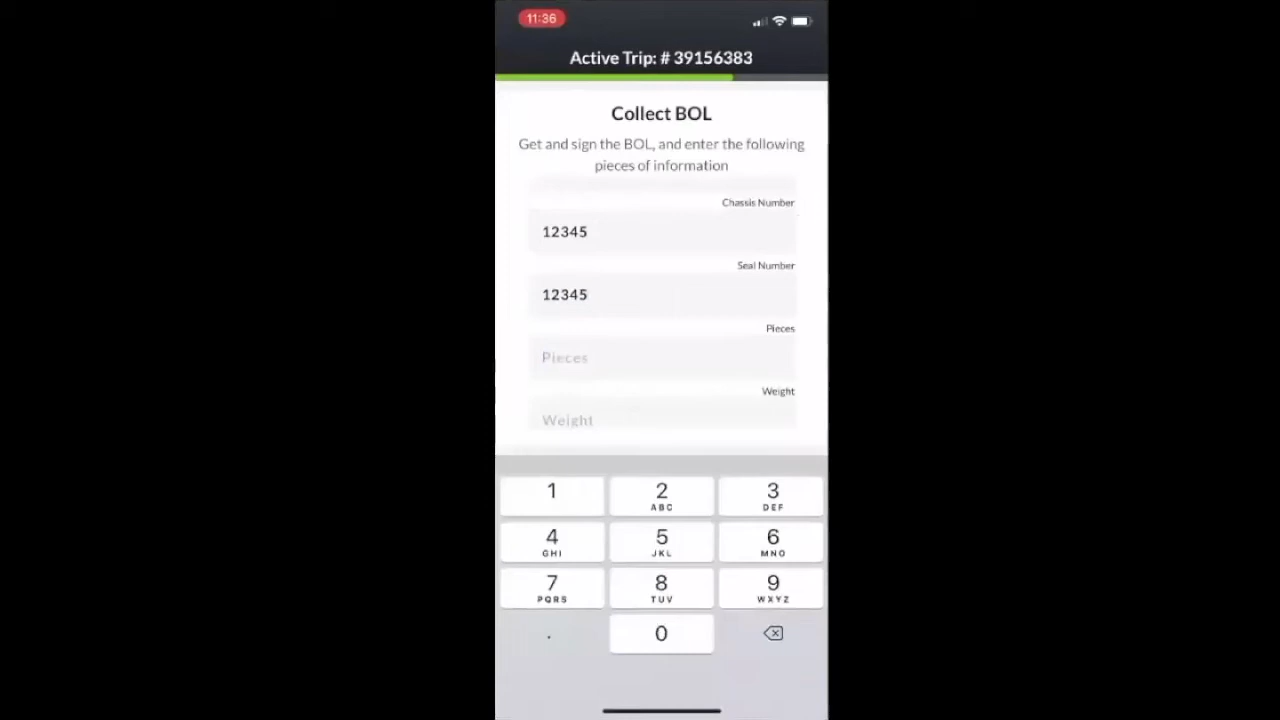 11:36
Active Trip: # 39156383
Collect BOL
Get and sign the BOL, and enter the following
pieces of information
Chassis Number
12345
Seal Number
12345
Pieces
Pieces
Weight
Weight
1 2 3
ABC DEF
4 5 6
GHI JKL MNO
7 8 9
PQRS TUV WXYZ
. 0